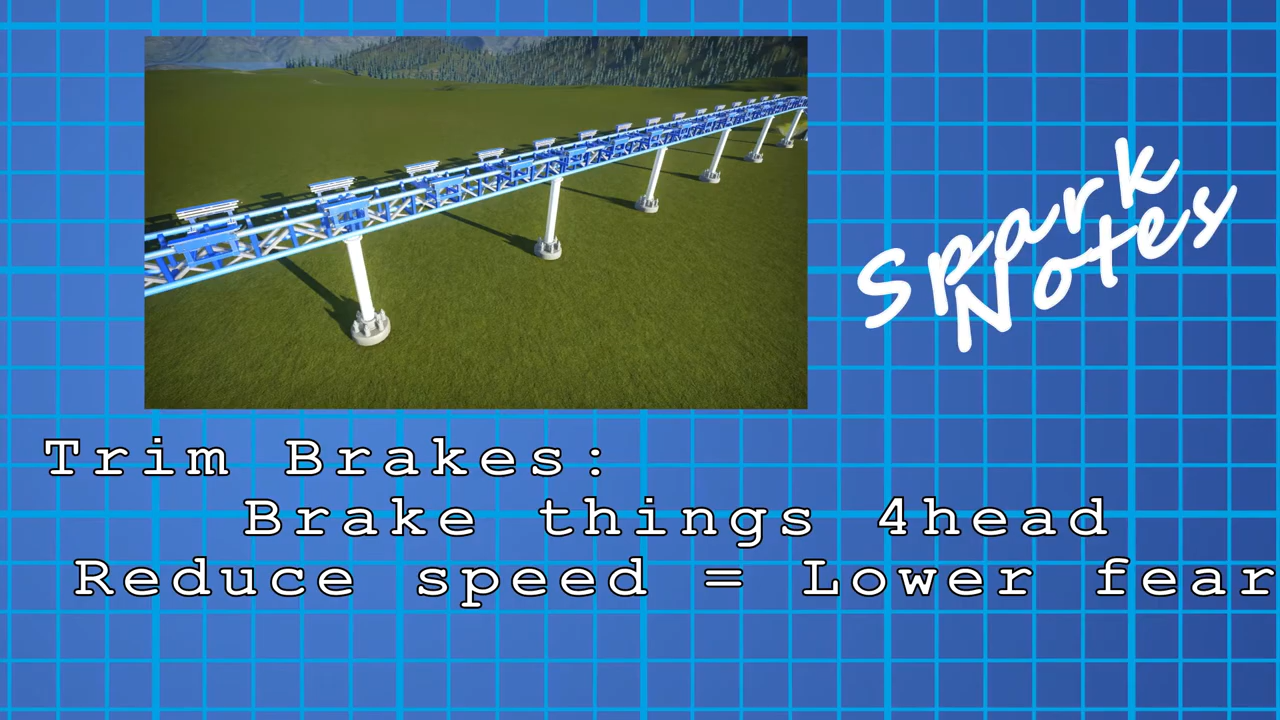 Spark
Notes
Trim Brakes:
Brake things 4head
Reduce speed = Lower fear